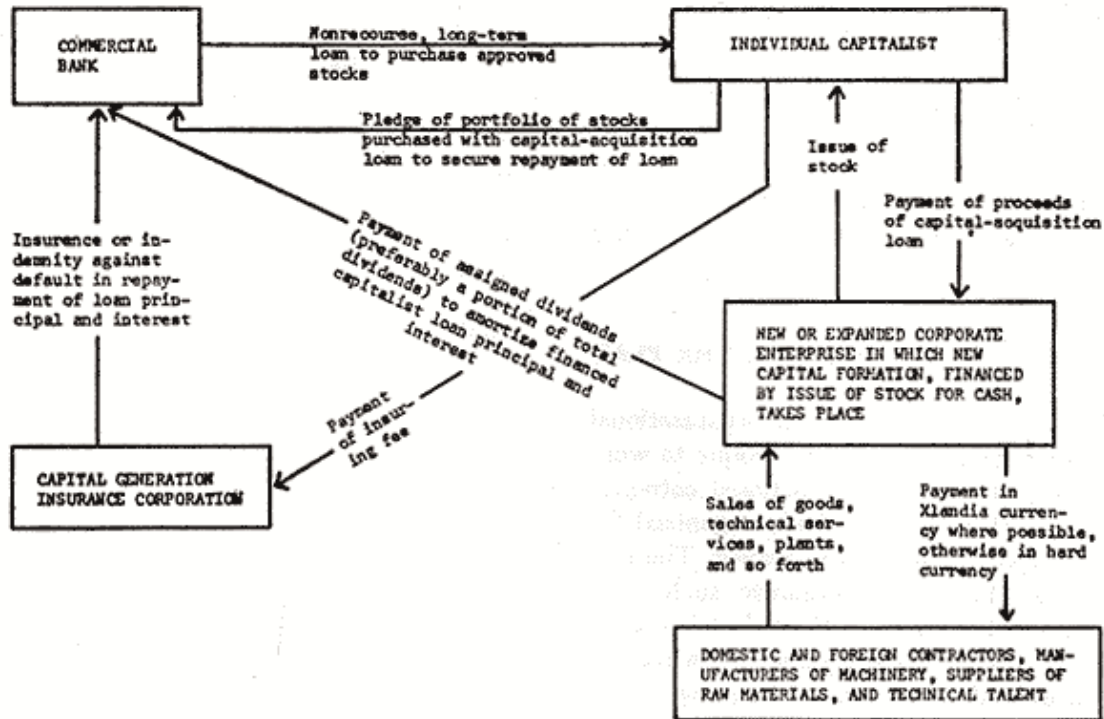 COMMERCIAL
BANK
Nonrecourse, long-term
loan to purchase approved
stocks
INDIVIDUAL CAPITALIST
Pledge of portfolio of stocks
purchased with capital-acquisition
loan to secure repayment of loan
Issue of
stock
Payment of proceeds
of capital-acquisition
loan
Insurence or in-
demnity against
default in repay-
ment of loan prin-
cipal and interest
Payment of assigned dividends
(preferably a portion of total
dividends) to amortize financed
capitalist loan principal and
interest
NEW OR EXPANDED CORPORATE
ENTERPRISE IN WHICH NEW
CAPITAL FORMATION, FINANCED
BY ISSUE OF STOCK FOR CASH,
TAKES PLACE
Payment
of insur-
ing fee
CAPITAL GENERATION
INSURANCE CORPORATION
Sales of goods,
technical ser-
vices, plants,
and so forth
Payment in
Xlandia curren-
cy where possible,
otherwise in hard
currency
DOMESTIC AND FOREIGN CONTRACTORS, MAN-
UFACTURERS OF MACHINERY, SUPPLIERS OF
RAW MATERIALS, AND TECHNICAL TALENT